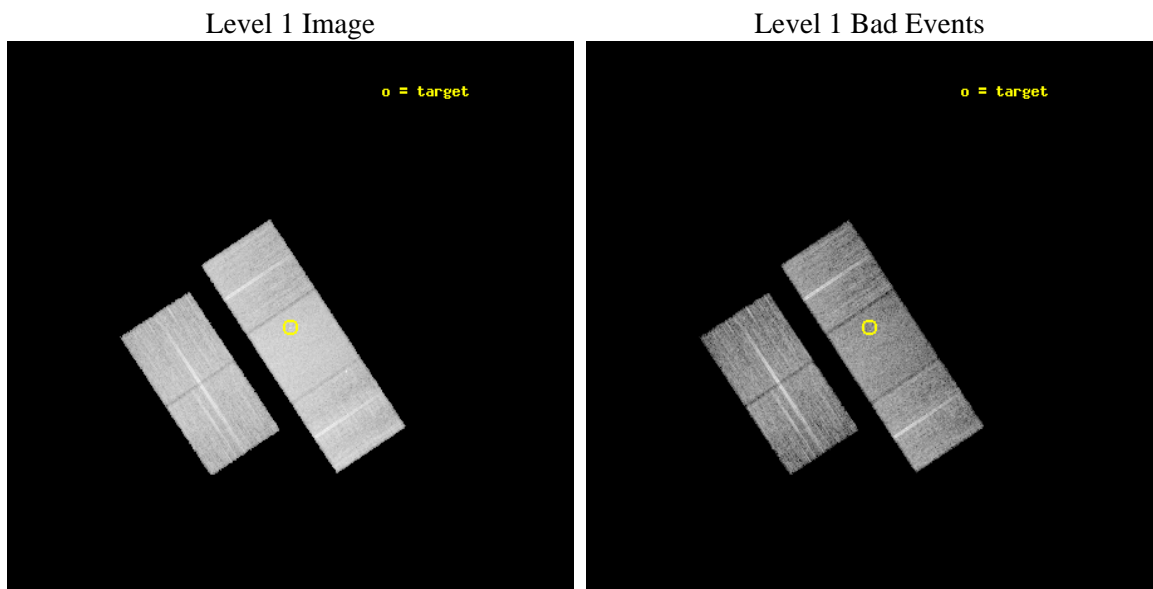 Level 1 Image
Level 1 Bad Events
o = target
o = target